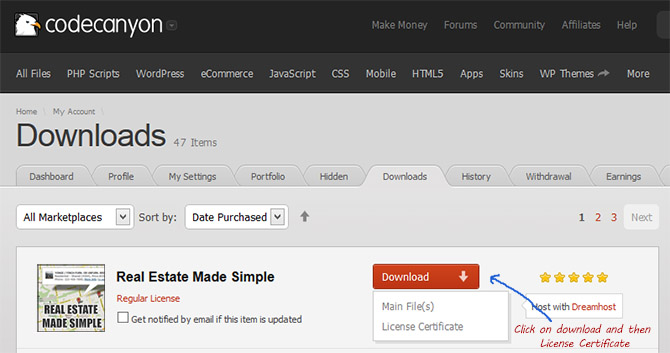 codecanyon
Make Money Forums Community Affiliates Help
All Files PHP Scripts WordPress eCommerce JavaScript CSS Mobile HTML5 Apps Skins WP Themes More
Home \ My Account \
Downloads 47 Items
Dashboard Profile My Settings Portfolio Hidden Downloads History Withdrawal Earnings
All Marketplaces Sort by: Date Purchased 1 2 3 Next
Real Estate Made Simple
Regular License
Get notified by email if this item is updated
REAL ESTATE
MADE SIMPLE
Download
Main File(s)
License Certificate
Host with Dreamhost
Click on download and then
License Certificate